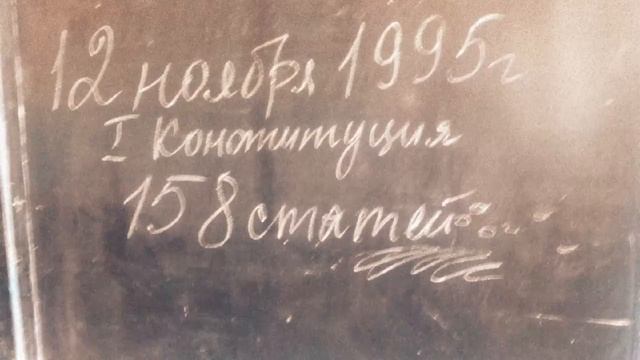 12 ноября 1995г
I Конституция
158 статей